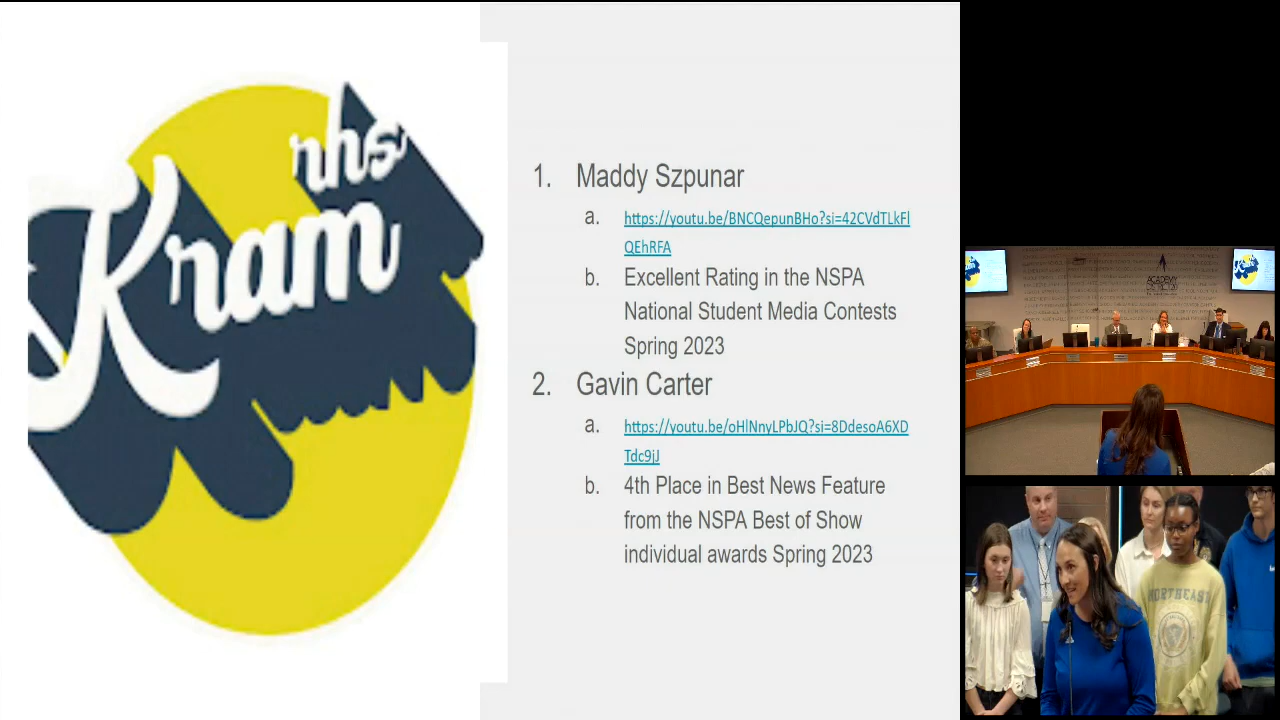 rhs
Kram
1. Maddy Szpunar
a. https://youtu.be/BNCQepunBHo?si=42CVdTLkFl
QEhRFA
b. Excellent Rating in the NSPA
National Student Media Contests
Spring 2023
2. Gavin Carter
a. https://youtu.be/oHlNnyLPbJQ?si=8DdesoA6XD
Tdc9jJ
b. 4th Place in Best News Feature
from the NSPA Best of Show
individual awards Spring 2023
ACADEMY
NORTHEAST